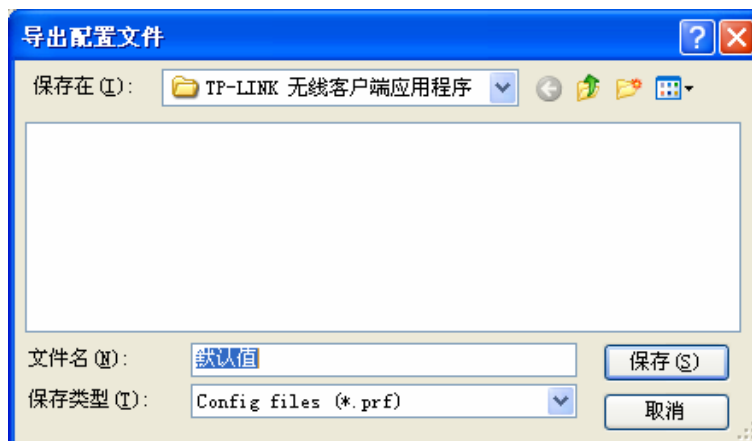 导出配置文件
保存在(I):
TP-LINK 无线客户端应用程序
文件名(N):
默认值
保存(S)
保存类型(T):
Config files (*.prf)
取消